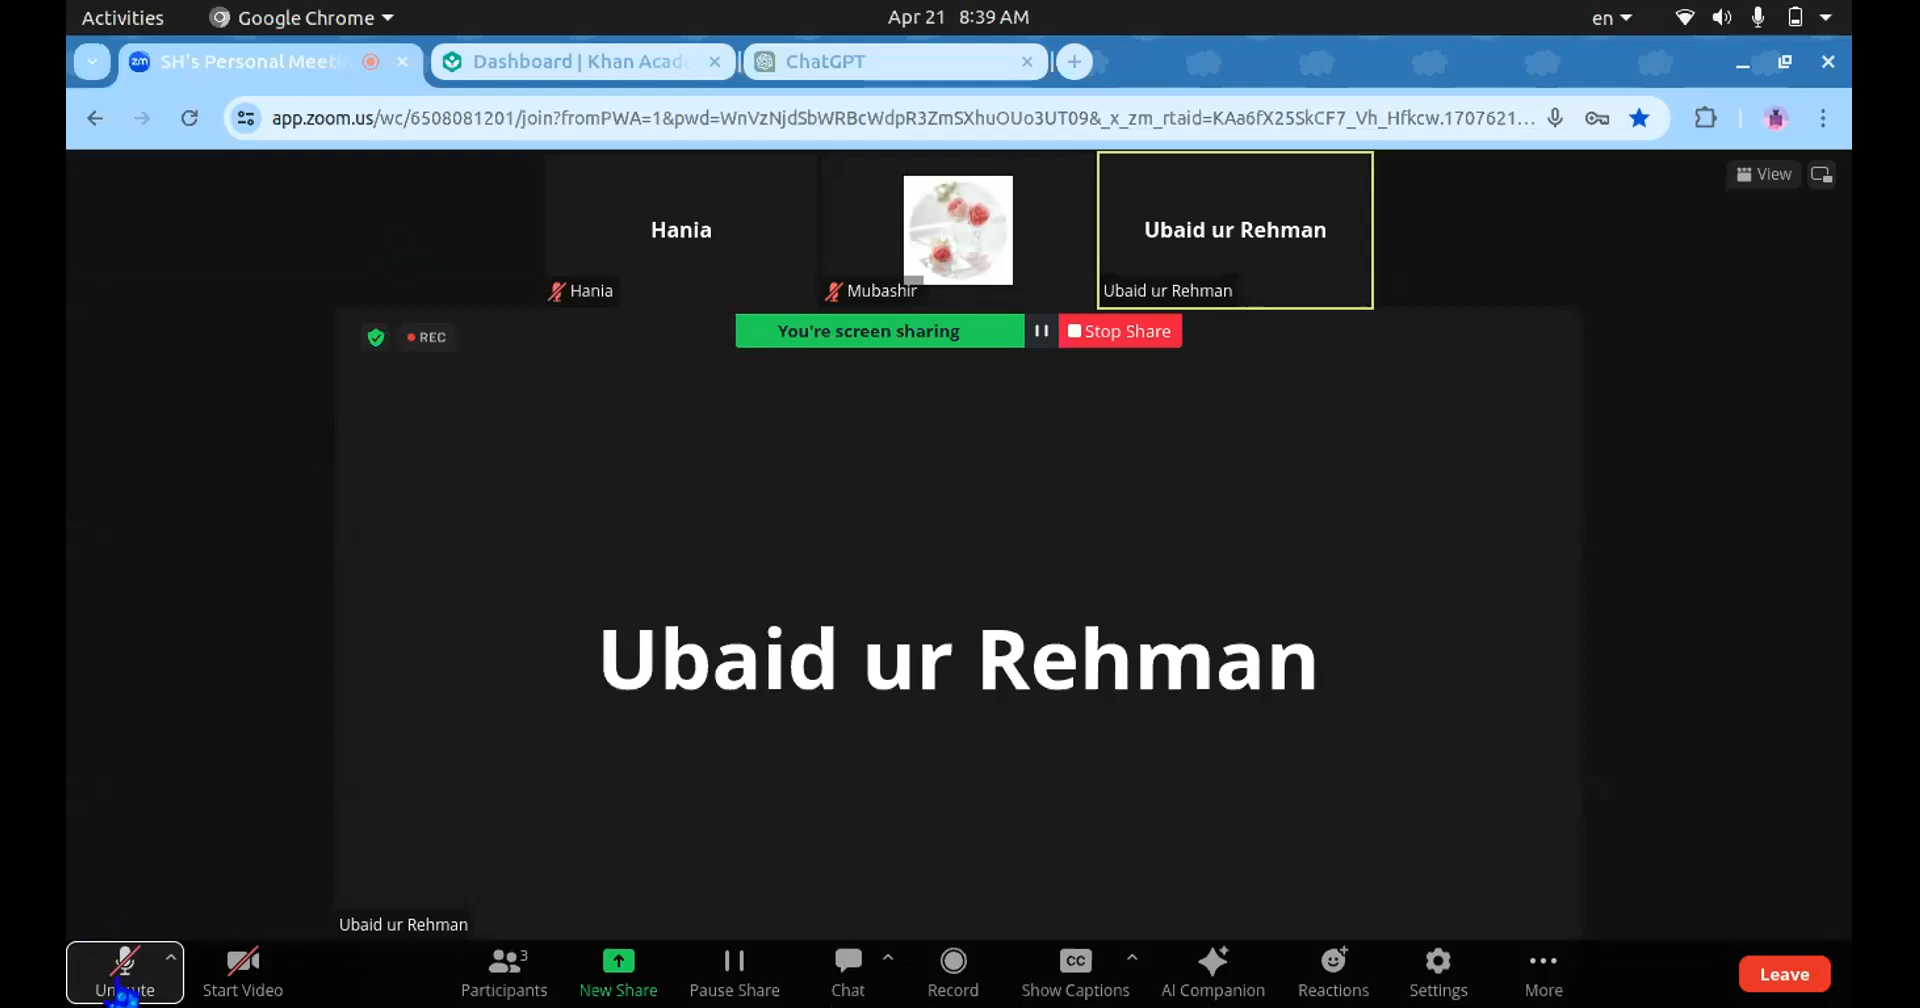 Activities Google Chrome Apr 21 8:39 AM en
zm SH's Personal Meeti Dashboard | Khan Acade ChatGPT
app.zoom.us/wc/6508081201/join?fromPWA=1&pwd=WnVzNjdSbWRBcWdpR3ZmSXhuOUo3UT09&_x_zm_rtaid=KAa6fX25SkCF7_Vh_Hfkcw.1707621...
View
Hania Ubaid ur Rehman
Hania Mubashir Ubaid ur Rehman
REC You're screen sharing Stop Share
Ubaid ur Rehman
Ubaid ur Rehman
3 CC
Start Video Participants New Share Pause Share Chat Record Show Captions AI Companion Reactions Settings More Leave